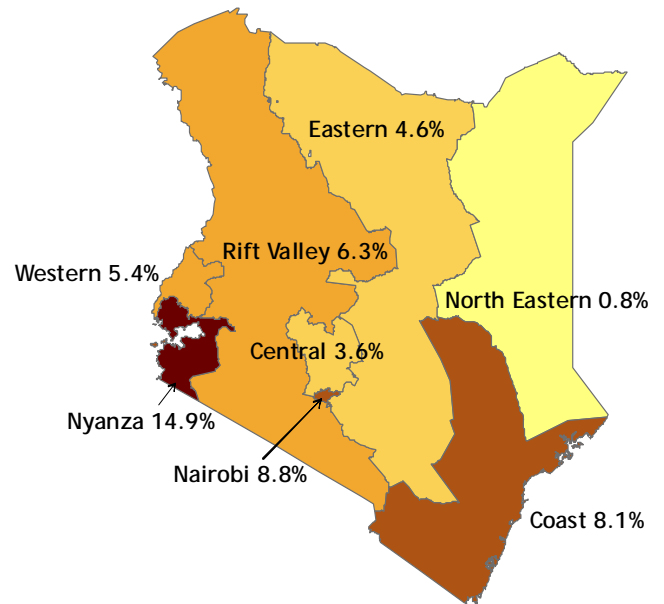 Eastern 4.6%
Rift Valley 6.3%
Western 5.4%
North Eastern 0.8%
Central 3.6%
Nyanza 14.9%
Nairobi 8.8%
Coast 8.1%